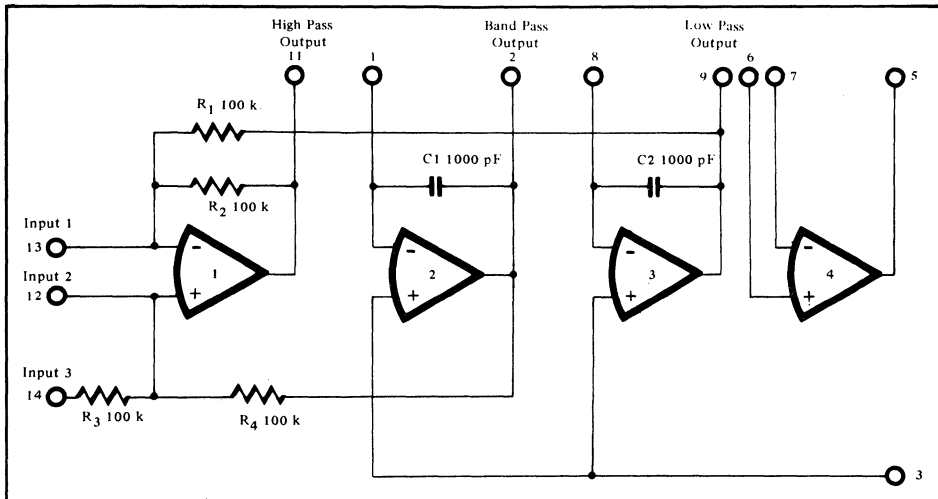 High Pass
Output
11
1
Band Pass
Output
2
8
Low Pass
Output
9
6
7
5
R1 100 k
R2 100 k
C1 1000 pF
C2 1000 pF
Input 1
13
Input 2
12
Input 3
14
- + 1
- + 2
- + 3
- + 4
R3 100 k
R4 100 k
3